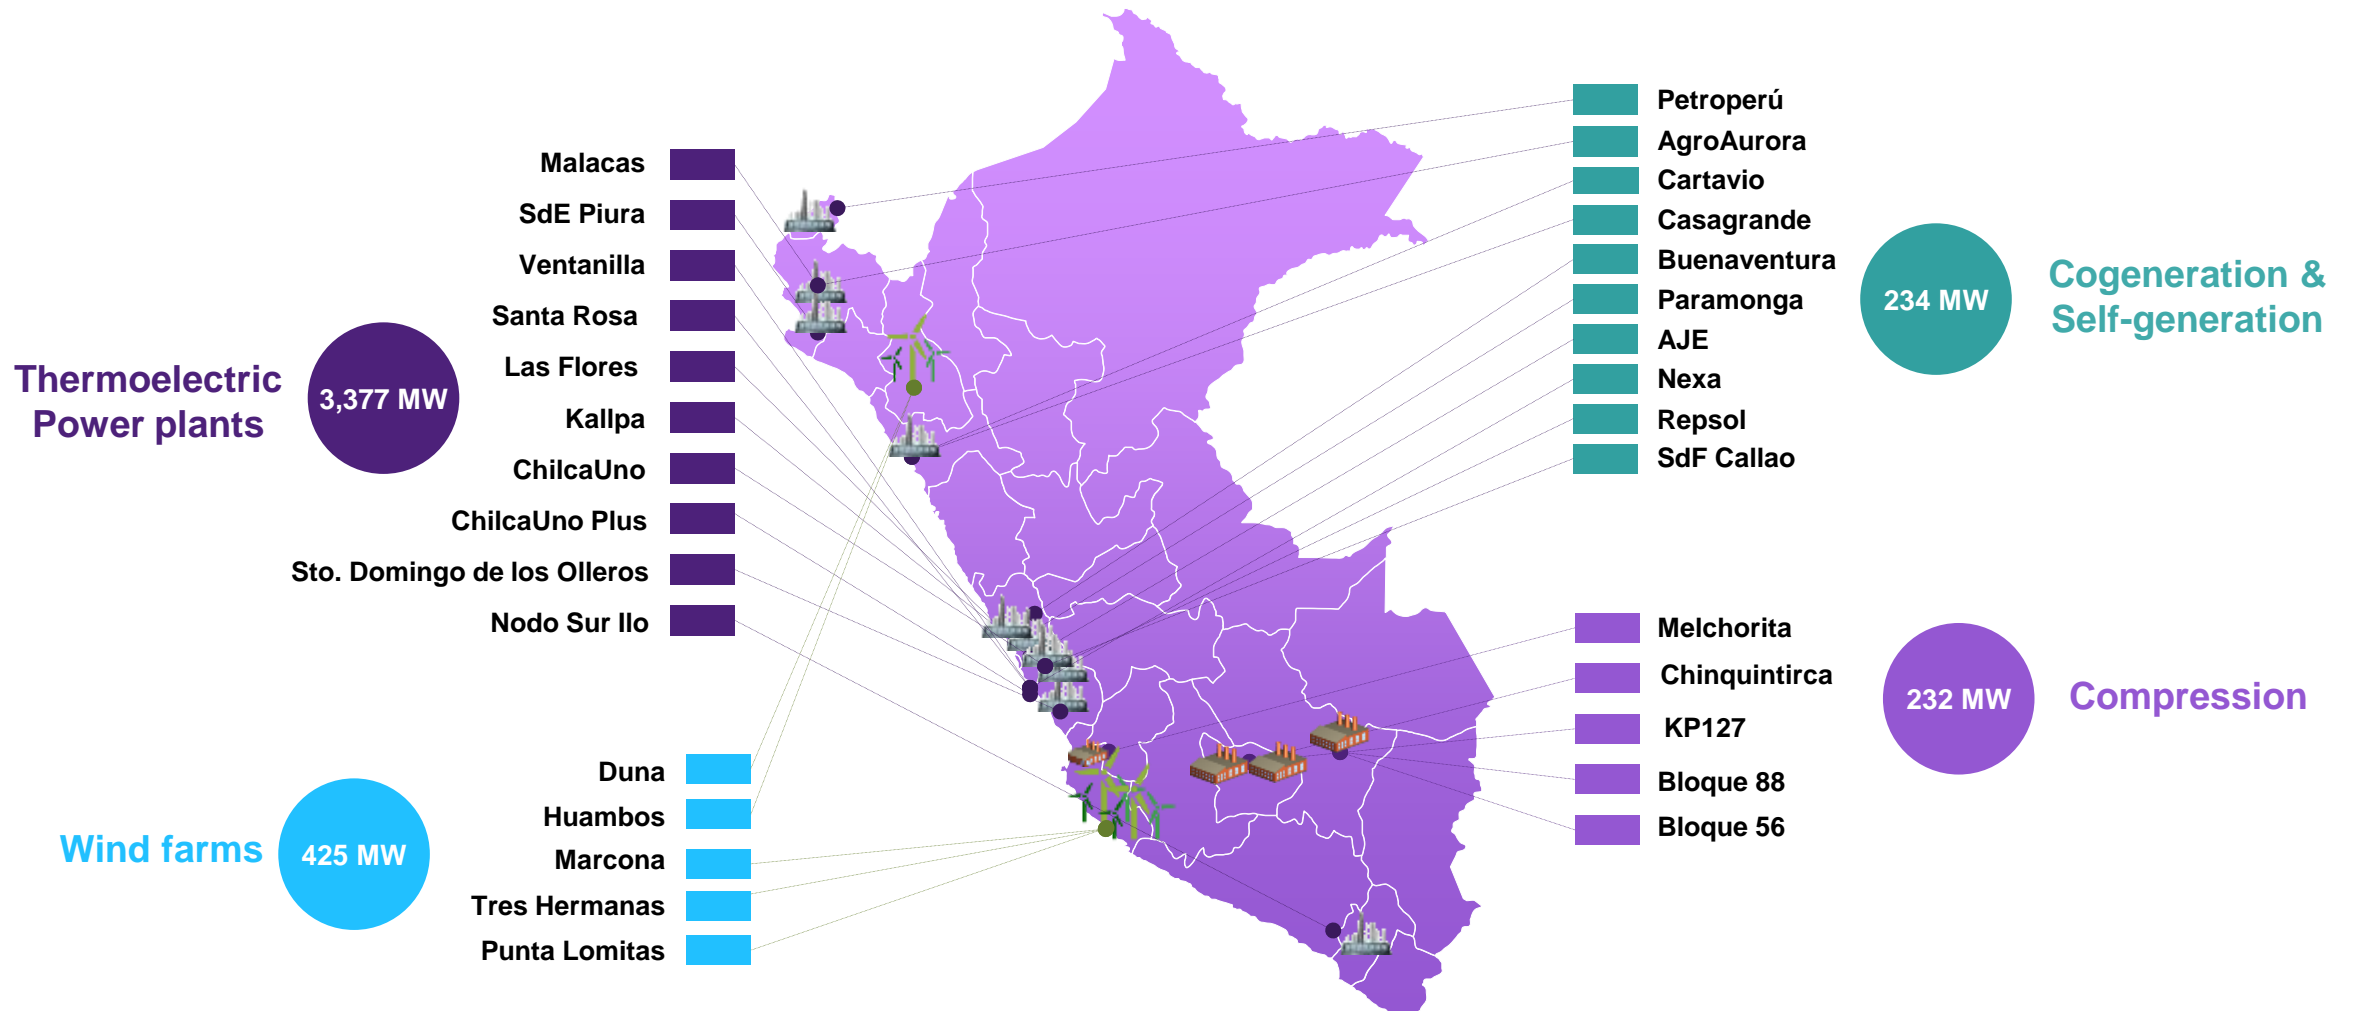 Thermoelectric
Power plants
3,377 MW
Malacas
SdE Piura
Ventanilla
Santa Rosa
Las Flores
Kallpa
ChilcaUno
ChilcaUno Plus
Sto. Domingo de los Olleros
Nodo Sur Ilo
Wind farms
425 MW
Duna
Huambos
Marcona
Tres Hermanas
Punta Lomitas
Petroperú
AgroAurora
Cartavio
Casagrande
Buenaventura
Paramonga
AJE
Nexa
Repsol
SdF Callao
234 MW
Cogeneration &
Self-generation
Melchorita
Chinquintirca
KP127
Bloque 88
Bloque 56
232 MW
Compression